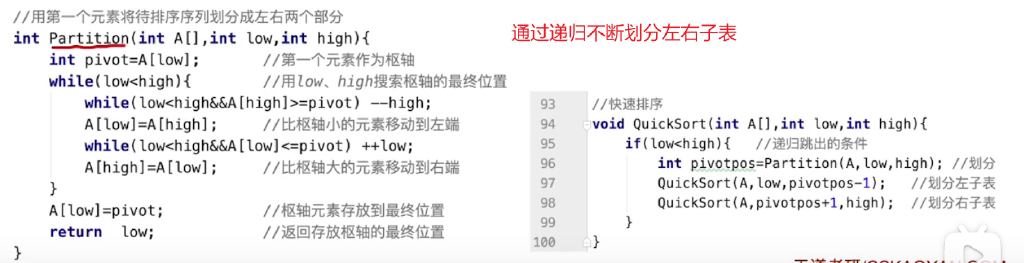 //用第一个元素将待排序序列划分成左右两个部分
int Partition(int A[],int low,int high){
    int pivot=A[low];       //第一个元素作为枢轴
    while(low<high){        //用low、high搜索枢轴的最终位置
        while(low<high&&A[high]>=pivot) --high;
        A[low]=A[high];     //比枢轴小的元素移动到左端
        while(low<high&&A[low]<=pivot) ++low;
        A[high]=A[low];     //比枢轴大的元素移动到右端
    }
    A[low]=pivot;           //枢轴元素存放到最终位置
    return  low;            //返回存放枢轴的最终位置
}
通过递归不断划分左右子表
93 //快速排序
94 void QuickSort(int A[],int low,int high){
95     if(low<high){   //递归跳出的条件
96         int pivotpos=Partition(A,low,high); //划分
97         QuickSort(A,low,pivotpos-1);   //划分左子表
98         QuickSort(A,pivotpos+1,high);  //划分右子表
99     }
100 }